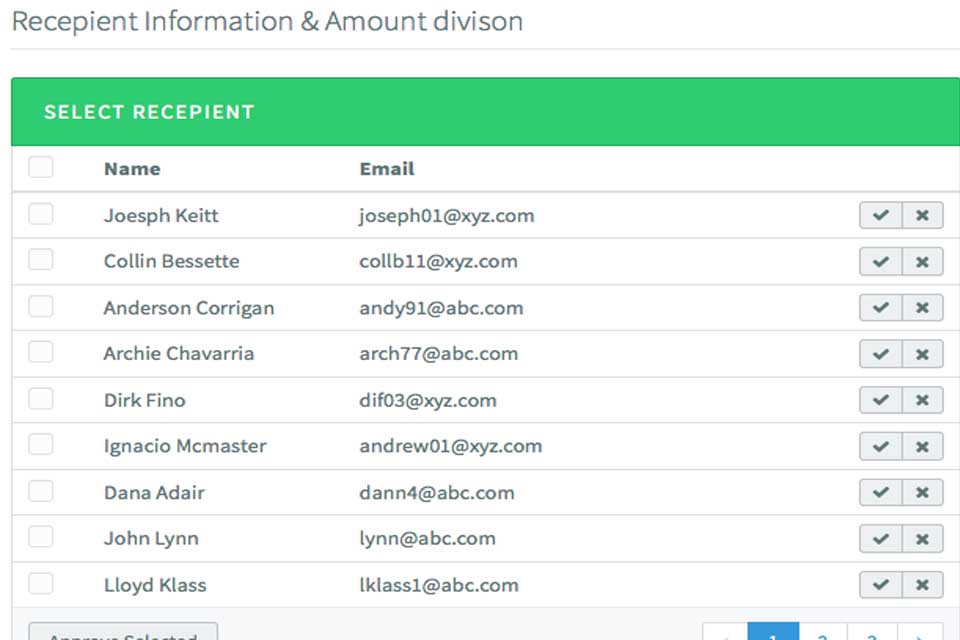 Recepient Information & Amount divison
SELECT RECEPIENT
Name Email
Joesph Keitt joseph01@xyz.com
Collin Bessette collb11@xyz.com
Anderson Corrigan andy91@abc.com
Archie Chavarria arch77@abc.com
Dirk Fino dif03@xyz.com
Ignacio Mcmaster andrew01@xyz.com
Dana Adair dann4@abc.com
John Lynn lynn@abc.com
Lloyd Klass lklass1@abc.com
Approve Selected 1 2 3